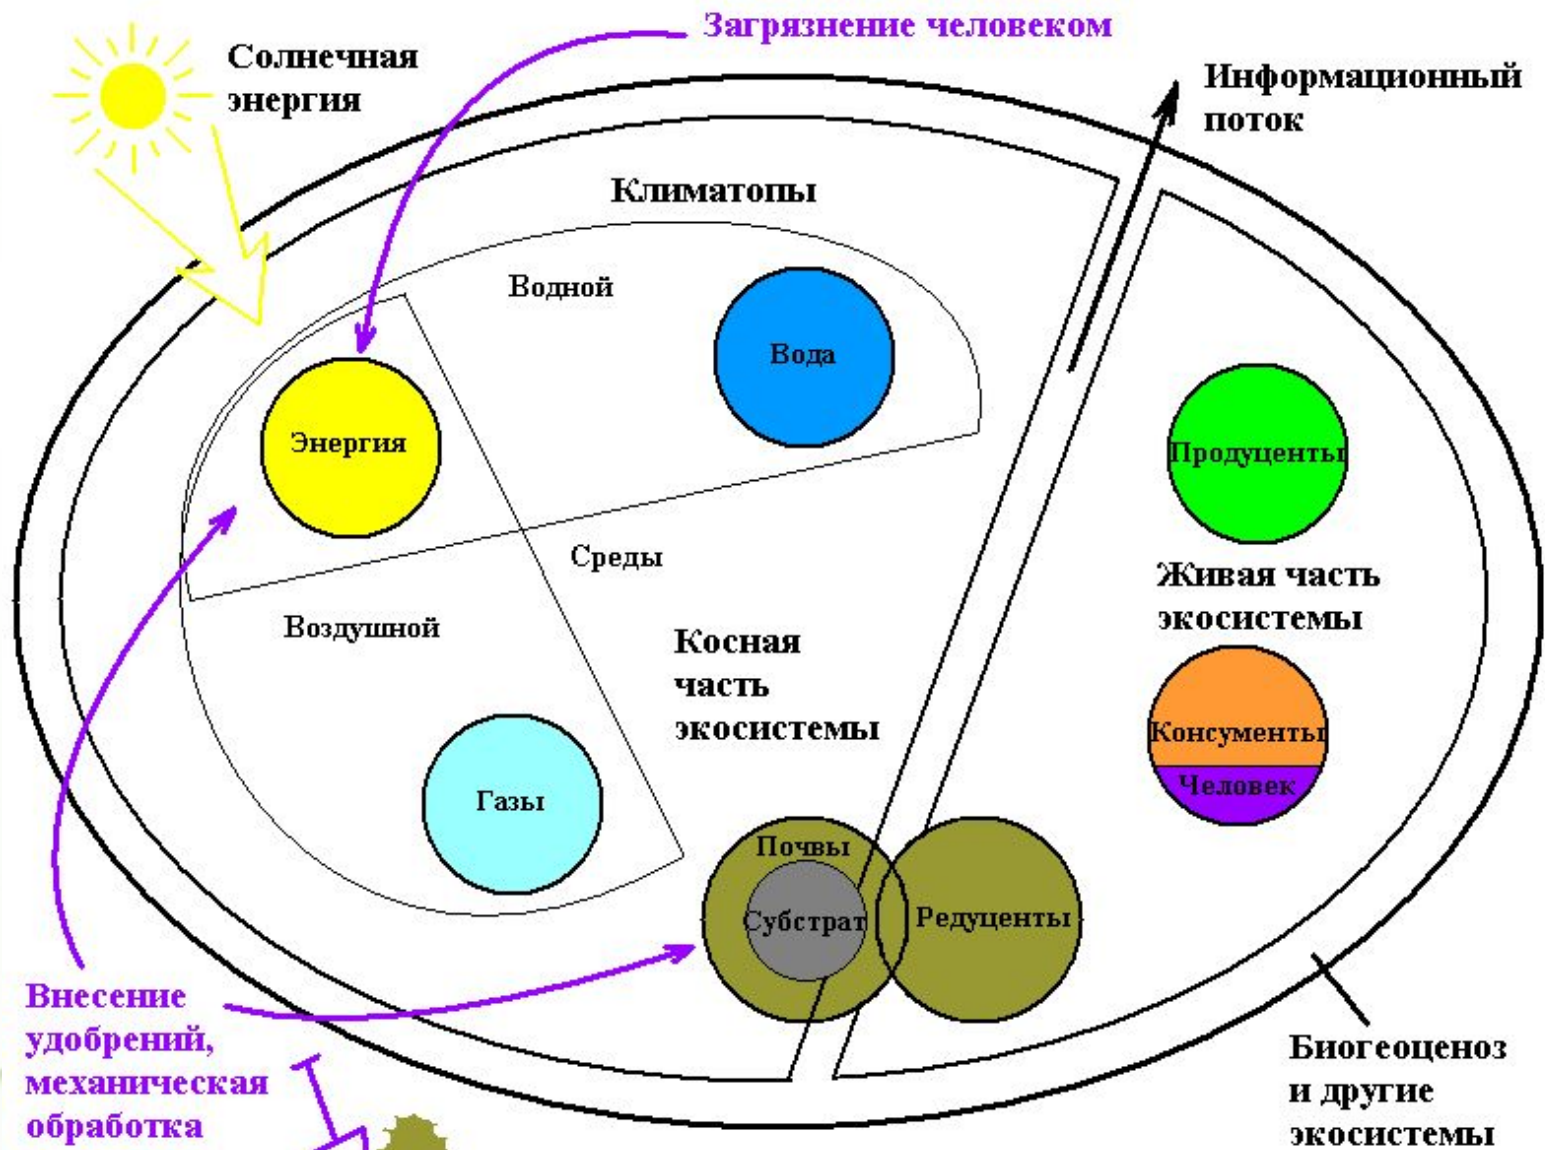 Загрязнение человеком
Солнечная
энергия
Информационный
поток
Климатопы
Водной
Вода
Энергия
Продуценты
Среды
Живая часть
экосистемы
Воздушной
Косная
часть
экосистемы
Консументы
Человек
Газы
Почвы
Субстрат
Редуценты
Внесение
удобрений,
механическая
обработка
Биогеоценоз
и другие
экосистемы